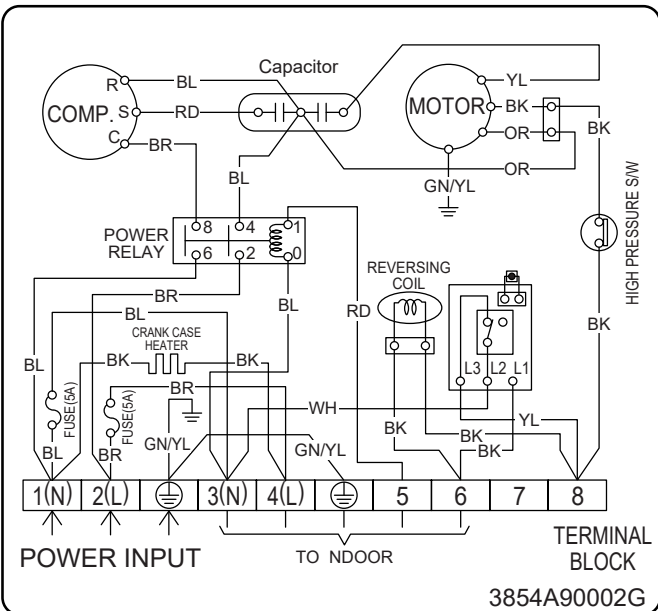 Capacitor
R
BL
YL
COMP.
S
RD
MOTOR
BK
C
BR
OR
BK
OR
BL
GN/YL
HIGH PRESSURE S/W
8 4 1
POWER
RELAY
6 2 0
REVERSING
COIL
BR
BL
BL
RD
CRANK CASE
HEATER
BL
BK
BK
L3 L2 L1
BK
FUSE(5A)
FUSE(5A)
BR
WH
YL
BL
BR
GN/YL
GN/YL
BK
BK
BK
1(N) 2(L) 3(N) 4(L) 5 6 7 8
POWER INPUT
TO NDOOR
TERMINAL
BLOCK
3854A90002G